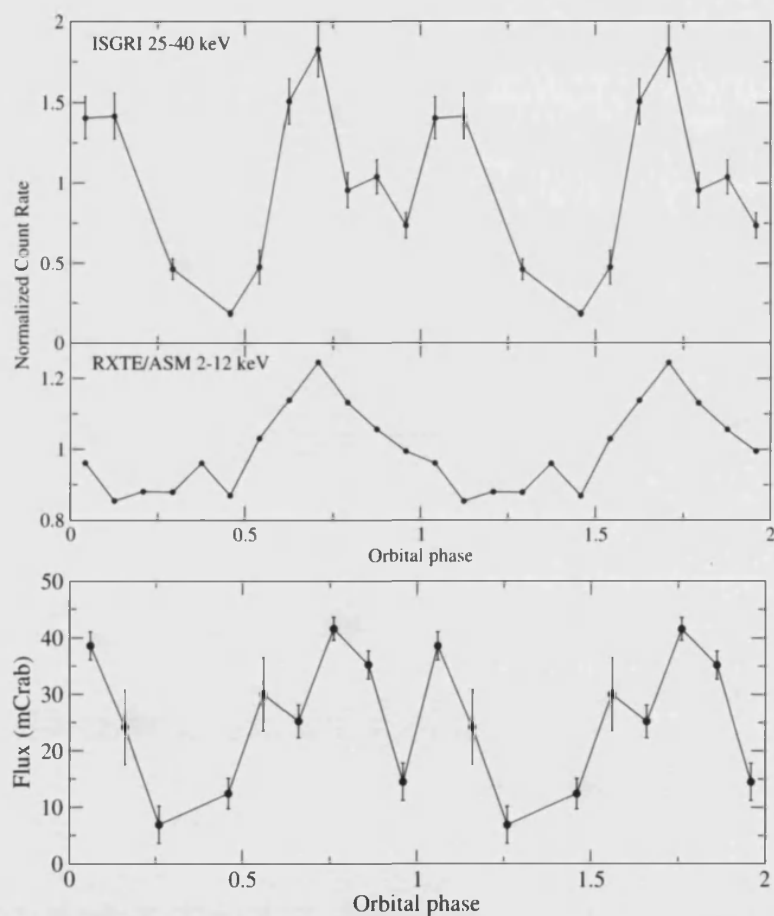 ISGRI 25-40 keV
2
1.5
1
0.5
0
Normalized Count Rate
RXTE/ASM 2-12 keV
1.2
1
0.8
0 0.5 1 1.5 2
Orbital phase
50
40
30
20
10
0
Flux (mCrab)
0 0.5 1 1.5 2
Orbital phase